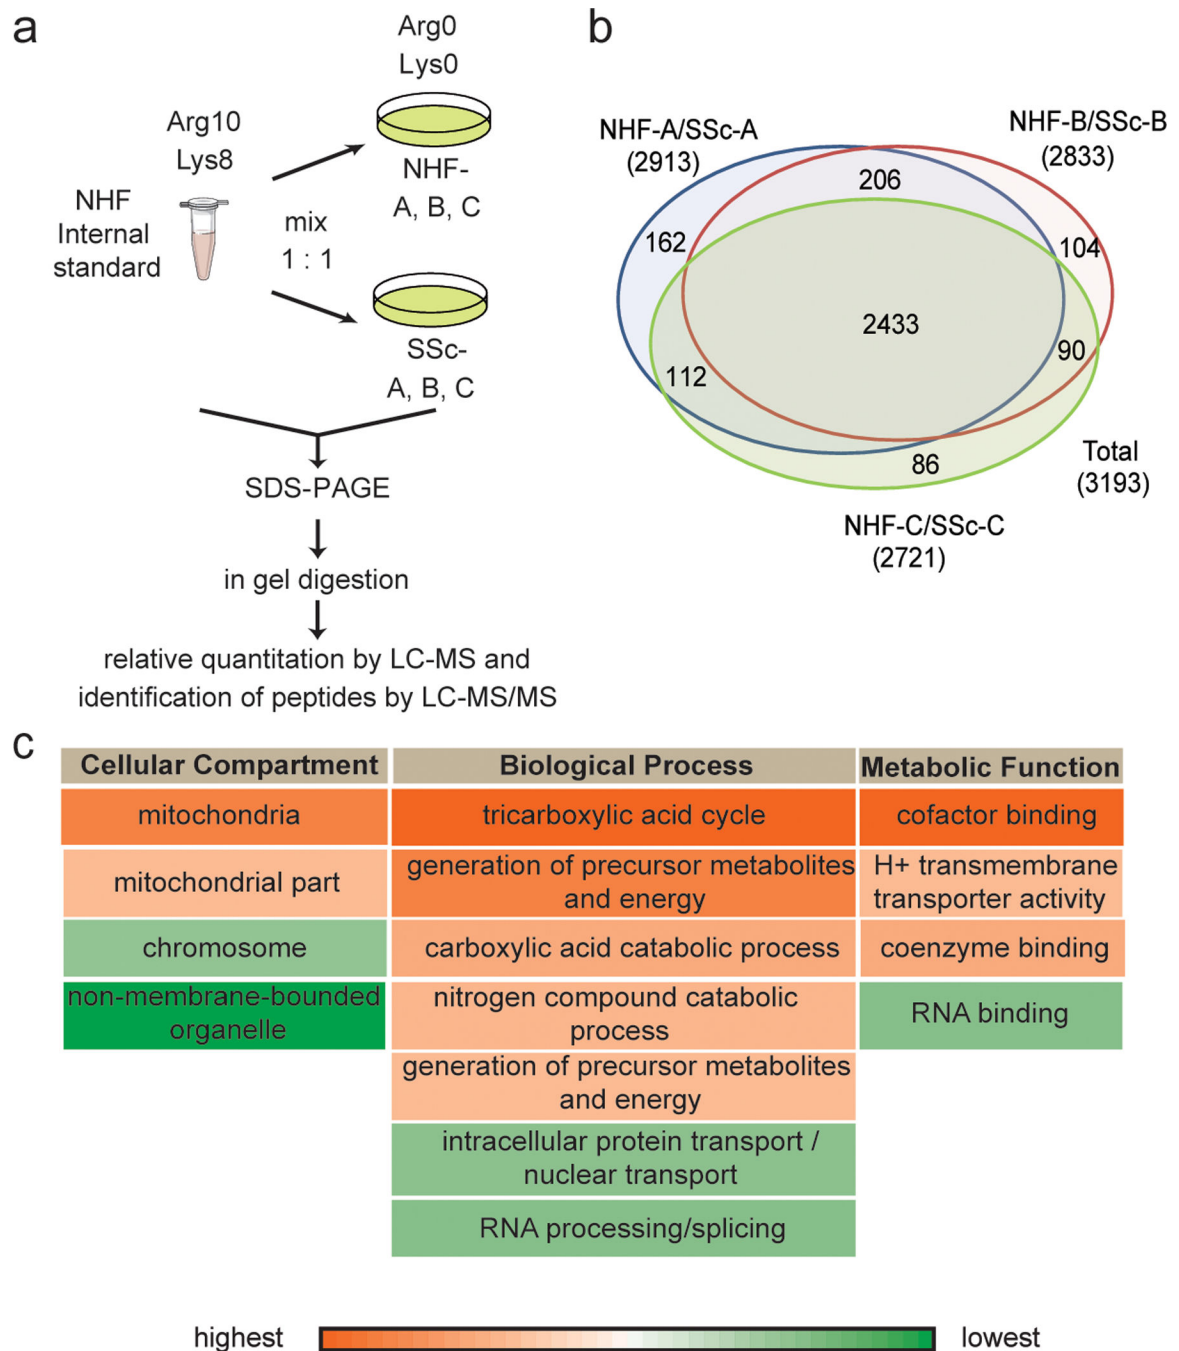 a
Arg0
Lys0
Arg10
Lys8
NHF
Internal
standard
mix
1 : 1
NHF-
A, B, C
SSc-
A, B, C
SDS-PAGE
in gel digestion
relative quantitation by LC-MS and
identification of peptides by LC-MS/MS
b
NHF-A/SSc-A
(2913)
NHF-B/SSc-B
(2833)
206
162
104
2433
90
112
86
Total
(3193)
NHF-C/SSc-C
(2721)
c
Cellular Compartment
mitochondria
mitochondrial part
chromosome
non-membrane-bounded
organelle
Biological Process
tricarboxylic acid cycle
generation of precursor metabolites
and energy
carboxylic acid catabolic process
nitrogen compound catabolic
process
generation of precursor metabolites
and energy
intracellular protein transport /
nuclear transport
RNA processing/splicing
Metabolic Function
cofactor binding
H+ transmembrane
transporter activity
coenzyme binding
RNA binding
highest
lowest